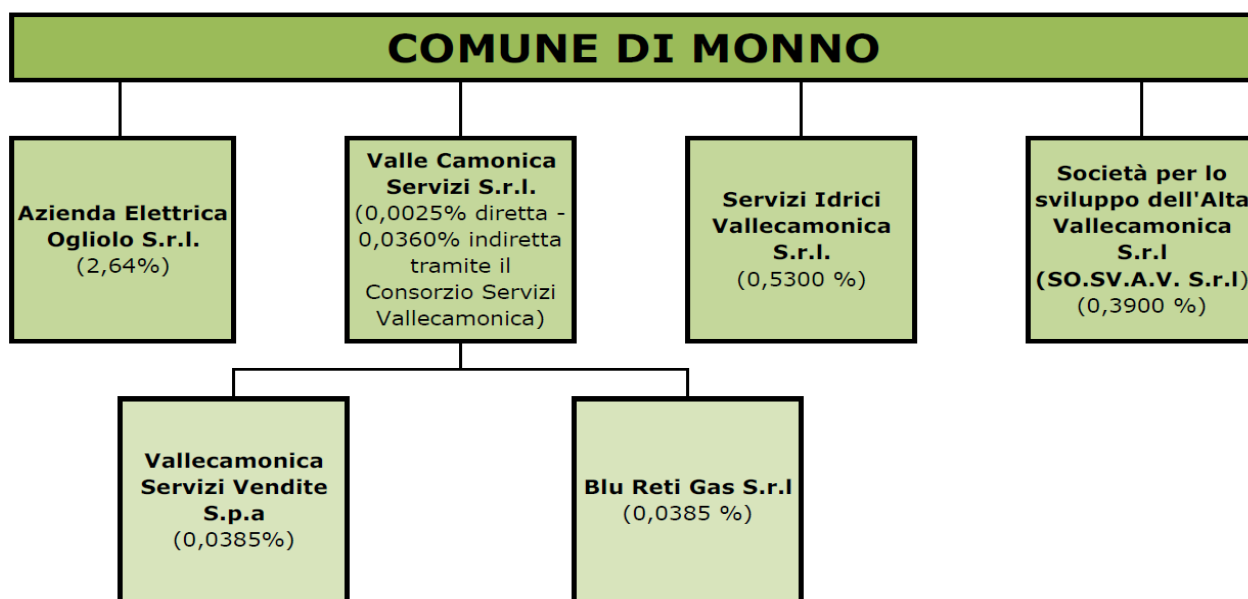 COMUNE DI MONNO
Azienda Elettrica
Ogliolo S.r.l.
(2,64%)
Valle Camonica
Servizi S.r.l.
(0,0025% diretta -
0,0360% indiretta
tramite il
Consorzio Servizi
Vallecamonica)
Servizi Idrici
Vallecamonica
S.r.l.
(0,5300 %)
Società per lo
sviluppo dell'Alta
Vallecamonica
S.r.l
(SO.SV.A.V. S.r.l)
(0,3900 %)
Vallecamonica
Servizi Vendite
S.p.a
(0,0385%)
Blu Reti Gas S.r.l
(0,0385 %)